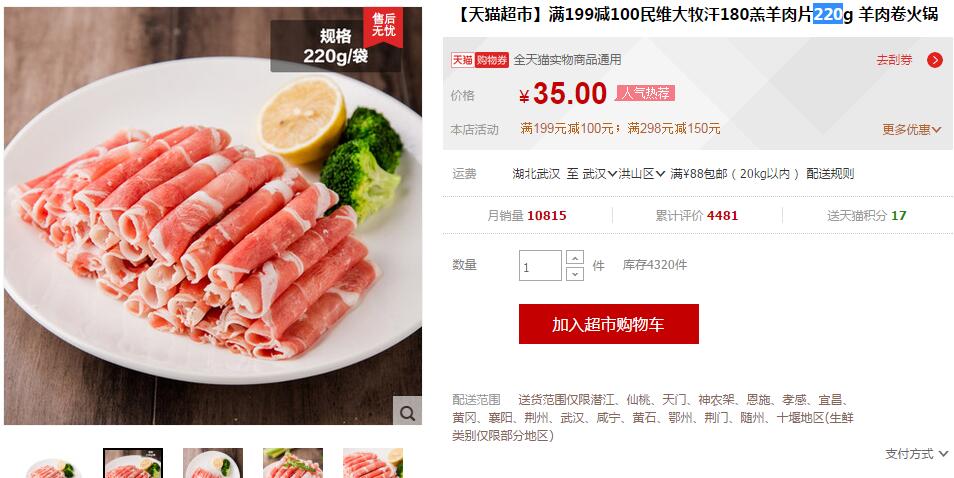 售后
无忧
规格
220g/袋
【天猫超市】满199减100民维大牧汗180羔羊肉片220g 羊肉卷火锅
天猫 购物券 全天猫实物商品通用 去刮券
价格 ¥35.00 人气热荐
本店活动 满199元减100元；满298元减150元 更多优惠
运费 湖北武汉 至 武汉 洪山区 满¥88包邮（20kg以内） 配送规则
月销量 10815 累计评价 4481 送天猫积分 17
数量 1 件 库存4320件
加入超市购物车
配送范围 送货范围仅限潜江、仙桃、天门、神农架、恩施、孝感、宜昌、
黄冈、襄阳、荆州、武汉、咸宁、黄石、鄂州、荆门、随州、十堰地区(生鲜
类别仅限部分地区)
支付方式